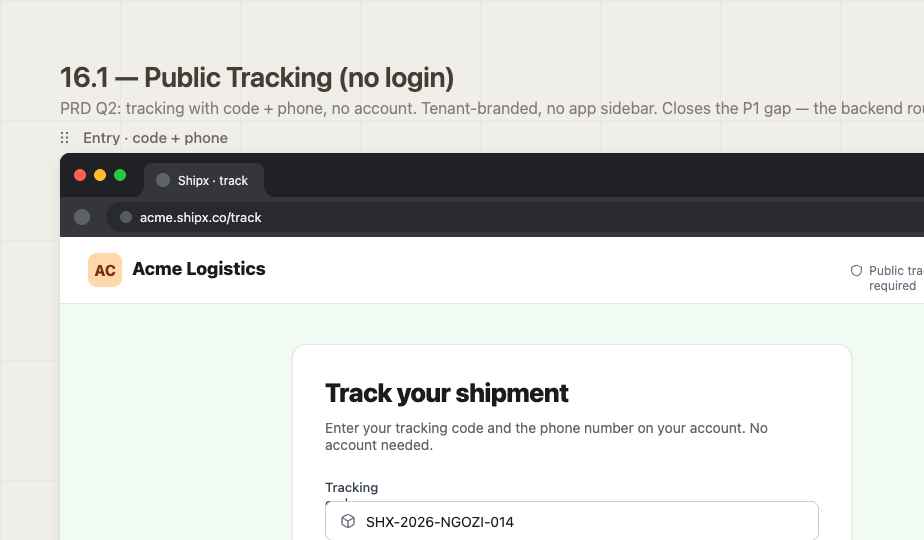 16.1 — Public Tracking (no login)
PRD Q2: tracking with code + phone, no account. Tenant-branded, no app sidebar. Closes the P1 gap — the backend
Entry · code + phone
Shipx · track
acme.shipx.co/track
AC
Acme Logistics
Public
required
Track your shipment
Enter your tracking code and the phone number on your account. No
account needed.
Tracking
SHX-2026-NGOZI-014